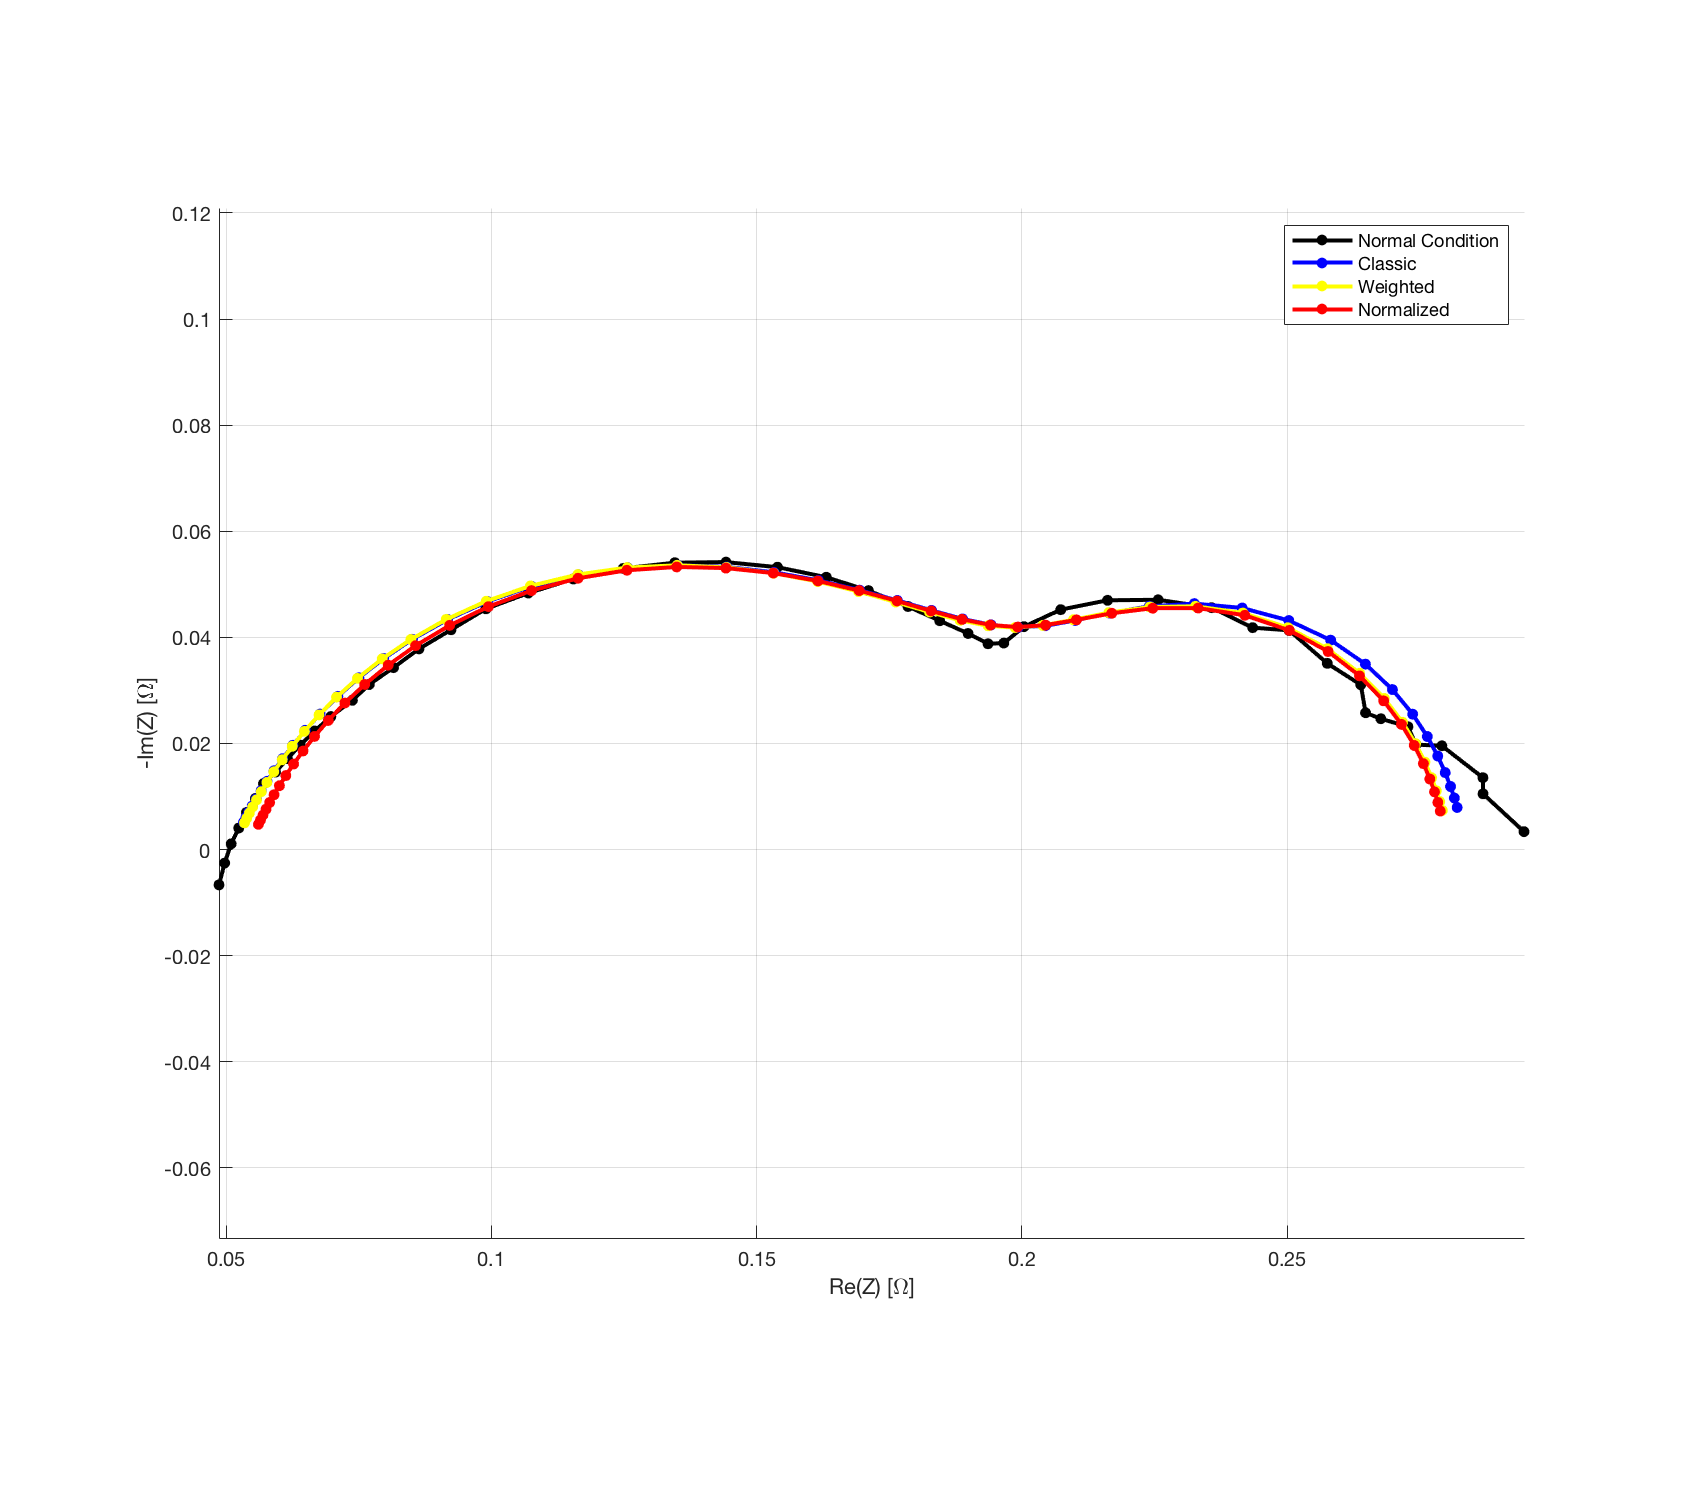 0.12
0.1
0.08
0.06
0.04
0.02
0
-0.02
-0.04
-0.06
-Im(Z) [Ω]
Normal Condition
Classic
Weighted
Normalized
0.05
0.1
0.15
0.2
0.25
Re(Z) [Ω]